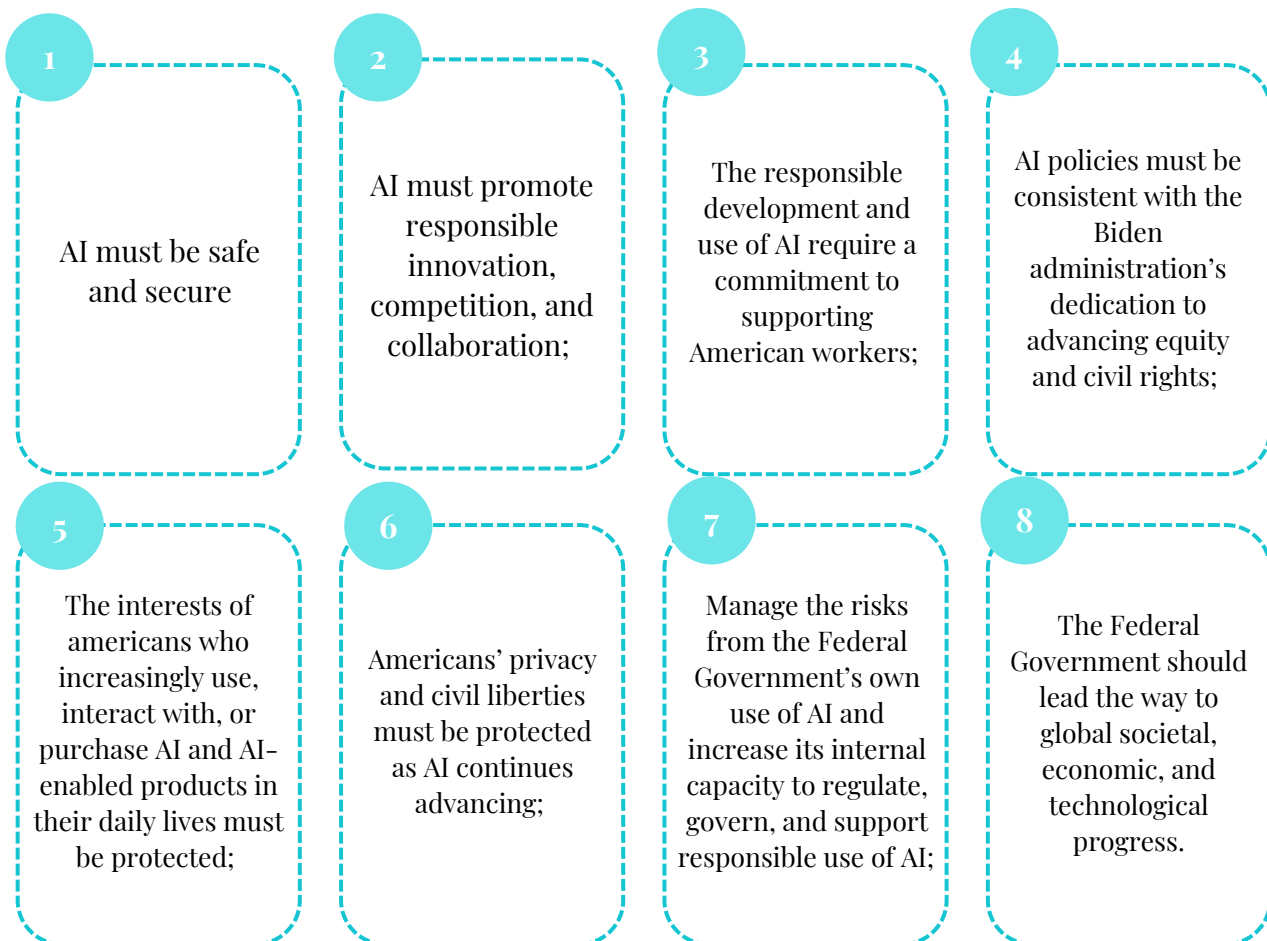 1
AI must be safe
and secure
2
AI must promote
responsible
innovation,
competition, and
collaboration;
3
The responsible
development and
use of AI require a
commitment to
supporting
American workers;
4
AI policies must be
consistent with the
Biden
administration’s
dedication to
advancing equity
and civil rights;
5
The interests of
americans who
increasingly use,
interact with, or
purchase AI and AI-
enabled products in
their daily lives must
be protected;
6
Americans’ privacy
and civil liberties
must be protected
as AI continues
advancing;
7
Manage the risks
from the Federal
Government’s own
use of AI and
increase its internal
capacity to regulate,
govern, and support
responsible use of AI;
8
The Federal
Government should
lead the way to
global societal,
economic, and
technological
progress.